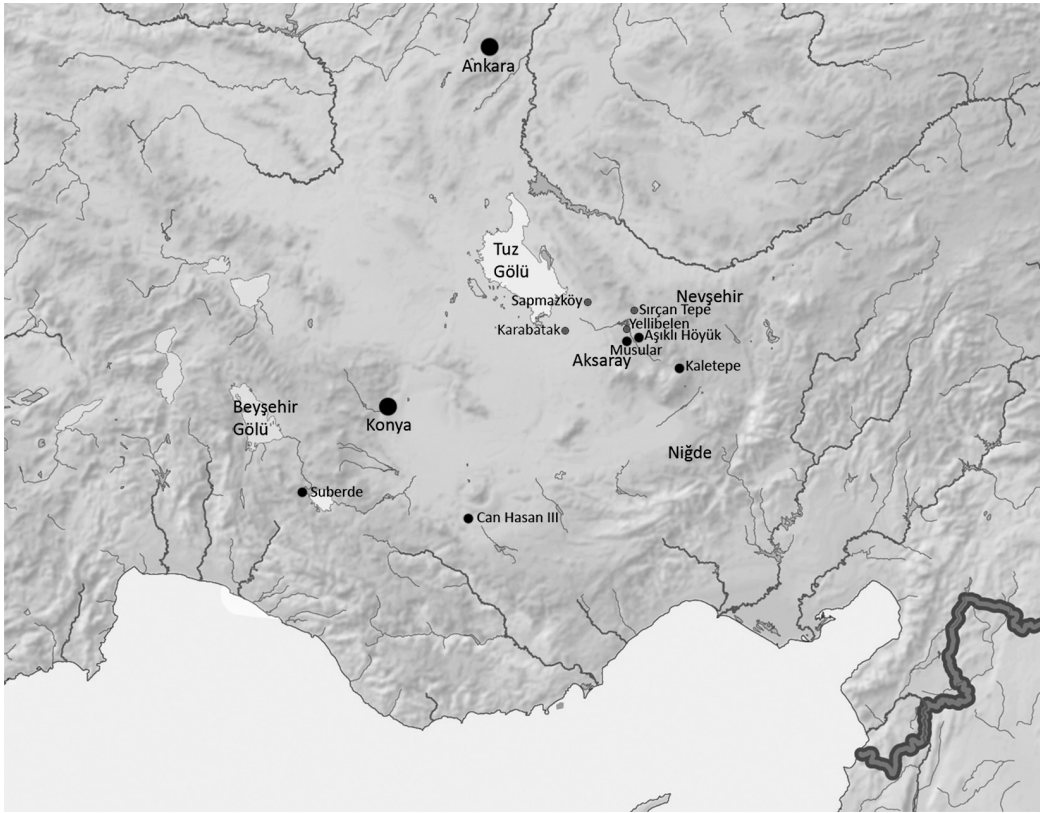 Ankara
Tuz
Gölü
Sapmazköy
Nevşehir
Sırçan Tepe
Yellibelen
Karabatak
Aşıklı Höyük
Musular
Aksaray
Kaletepe
Beyşehir
Gölü
Konya
Niğde
Suberde
Can Hasan III